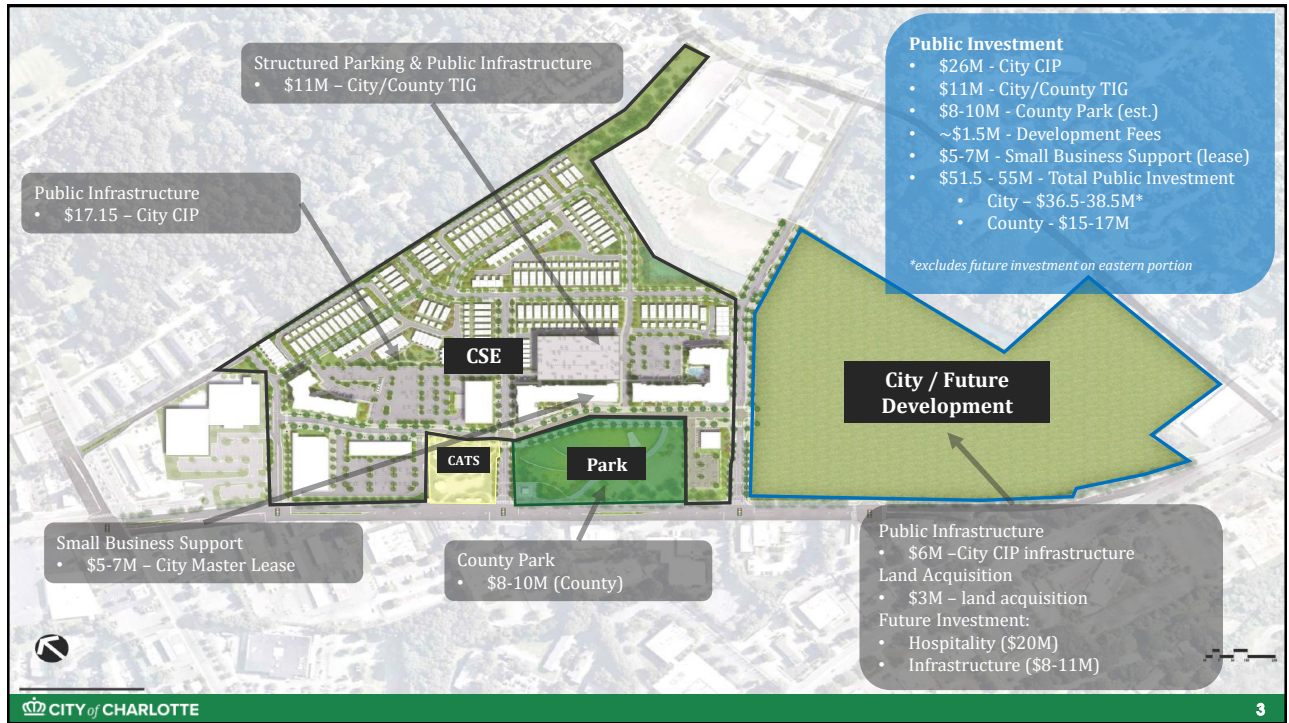 Structured Parking & Public Infrastructure
• $11M – City/County TIG
Public Investment
• $26M - City CIP
• $11M - City/County TIG
• $8-10M - County Park (est.)
• ~$1.5M - Development Fees
• $5-7M - Small Business Support (lease)
• $51.5 - 55M - Total Public Investment
• City – $36.5-38.5M*
• County - $15-17M
*excludes future investment on eastern portion
Public Infrastructure
• $17.15 – City CIP
CSE
City / Future
Development
CATS
Park
Small Business Support
• $5-7M – City Master Lease
County Park
• $8-10M (County)
Public Infrastructure
• $6M –City CIP infrastructure
Land Acquisition
• $3M – land acquisition
Future Investment:
• Hospitality ($20M)
• Infrastructure ($8-11M)
CITY of CHARLOTTE
3